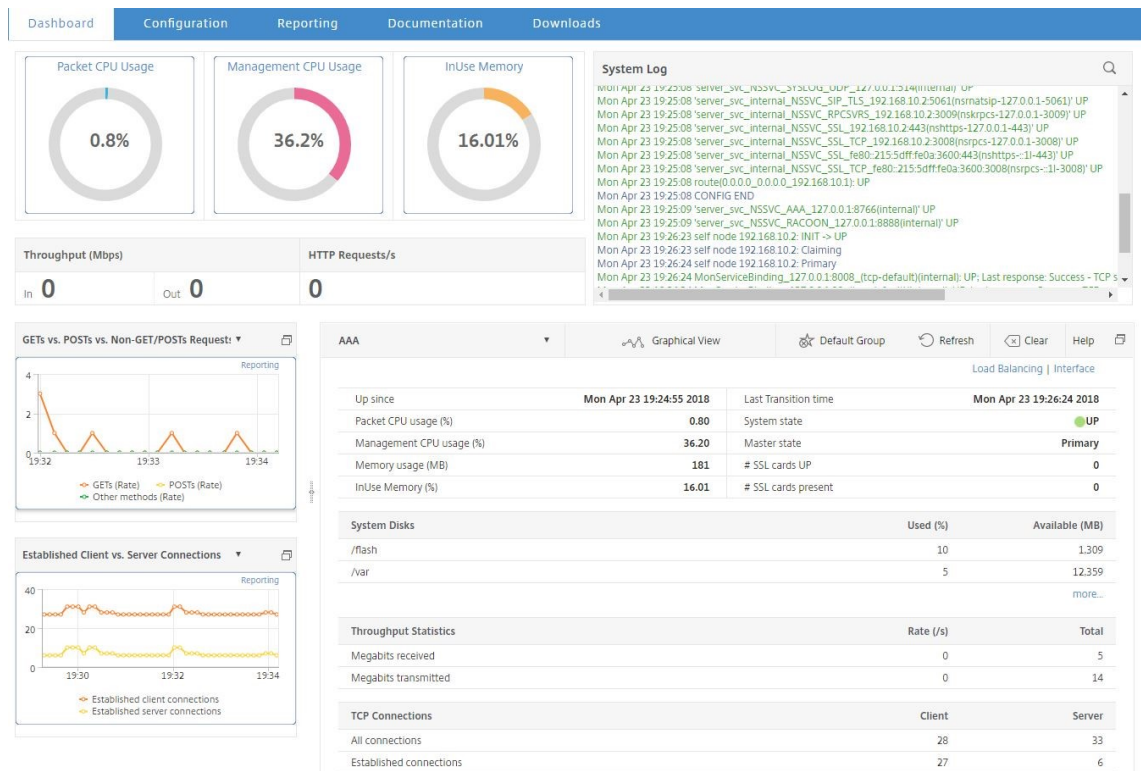 Dashboard Configuration Reporting Documentation Downloads
Packet CPU Usage
0.8%
Management CPU Usage
36.2%
InUse Memory
16.01%
Throughput (Mbps)
In 0 Out 0
HTTP Requests/s
0
System Log
Mon Apr 23 19:25:08 'server_svc_NSSVC_SYSLOG_UDP_127.0.0.1:514(internal)' UP
Mon Apr 23 19:25:08 'server_svc_internal_NSSVC_SIP_TLS_192.168.10.2:5061(nsrnatsip-127.0.0.1-5061)' UP
Mon Apr 23 19:25:08 'server_svc_internal_NSSVC_RPCSVRS_192.168.10.2:3009(nskrpcs-127.0.0.1-3009)' UP
Mon Apr 23 19:25:08 'server_svc_internal_NSSVC_SSL_192.168.10.2:443(nshttps-127.0.0.1-443)' UP
Mon Apr 23 19:25:08 'server_svc_internal_NSSVC_SSL_TCP_192.168.10.2:3008(nsrpcs-127.0.0.1-3008)' UP
Mon Apr 23 19:25:08 'server_svc_internal_NSSVC_SSL_fe80::215:5dff:fe0a:3600:443(nshttps-::1l-443)' UP
Mon Apr 23 19:25:08 'server_svc_internal_NSSVC_SSL_TCP_fe80::215:5dff:fe0a:3600:3008(nsrpcs-::1l-3008)' UP
Mon Apr 23 19:25:08 route(0.0.0.0_0.0.0.0_192.168.10.1): UP
Mon Apr 23 19:25:08 CONFIG END
Mon Apr 23 19:25:09 'server_svc_NSSVC_AAA_127.0.0.1:8766(internal)' UP
Mon Apr 23 19:25:09 'server_svc_NSSVC_RACOON_127.0.0.1:8888(internal)' UP
Mon Apr 23 19:26:23 self node 192.168.10.2: INIT -> UP
Mon Apr 23 19:26:23 self node 192.168.10.2: Claiming
Mon Apr 23 19:26:24 self node 192.168.10.2: Primary
Mon Apr 23 19:26:24 MonServiceBinding_127.0.0.1:8008_(tcp-default)(internal): UP; Last response: Success - TCP s
GETs vs. POSTs vs. Non-GET/POSTs Requests
Reporting
4
2
0
19:32 19:33 19:34
GETs (Rate) POSTs (Rate)
Other methods (Rate)
Established Client vs. Server Connections
Reporting
40
20
0
19:30 19:32 19:34
Established client connections
Established server connections
AAA Graphical View Default Group Refresh Clear Help
Load Balancing | Interface
Up since Mon Apr 23 19:24:55 2018 Last Transition time Mon Apr 23 19:26:24 2018
Packet CPU usage (%) 0.80 System state UP
Management CPU usage (%) 36.20 Master state Primary
Memory usage (MB) 181 # SSL cards UP 0
InUse Memory (%) 16.01 # SSL cards present 0
System Disks Used (%) Available (MB)
/flash 10 1,309
/var 5 12,359
more...
Throughput Statistics Rate (/s) Total
Megabits received 0 5
Megabits transmitted 0 14
TCP Connections Client Server
All connections 28 33
Established connections 27 6